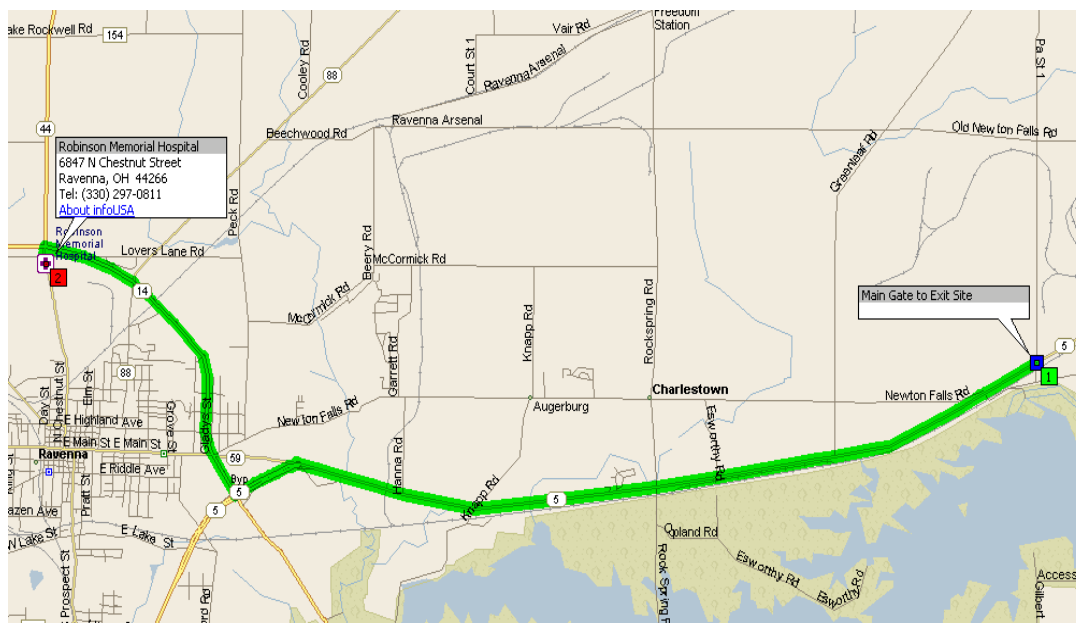 ake Rockwell Rd
154
Vair Rd
Freedom
Station
Pa St 1
Cooley Rd
88
Court St 1
Ravenna Arsenal
44
Beechwood Rd
Ravenna Arsenal
Old Newton Falls Rd
Greenleaf Rd
Robinson Memorial Hospital
6847 N Chestnut Street
Ravenna, OH 44266
Tel: (330) 297-0811
About infoUSA
Peck Rd
Robinson
Memorial
Hospital
Lovers Lane Rd
2
Beery Rd
McCormick Rd
14
McCormick Rd
Knapp Rd
Rockspring Rd
Main Gate to Exit Site
5
1
Garrett Rd
88
Day St
N Chestnut St
Elm St
Grove St
Gladys St
Newton Falls Rd
Augerburg
Charlestown
Newton Falls Rd
E Highland Ave
E Main St
E Main St
Ravenna
59
E Riddle Ave
Pratt St
Byp
5
Hanna Rd
Knapp Rd
5
Esworthy Rd
5
azen Ave
W Lake St
E Lake St
Copland Rd
Esworthy Rd
Esworthy Rd
S Prospect St
ord Rd
Rock Spring R
Access
Gilbert